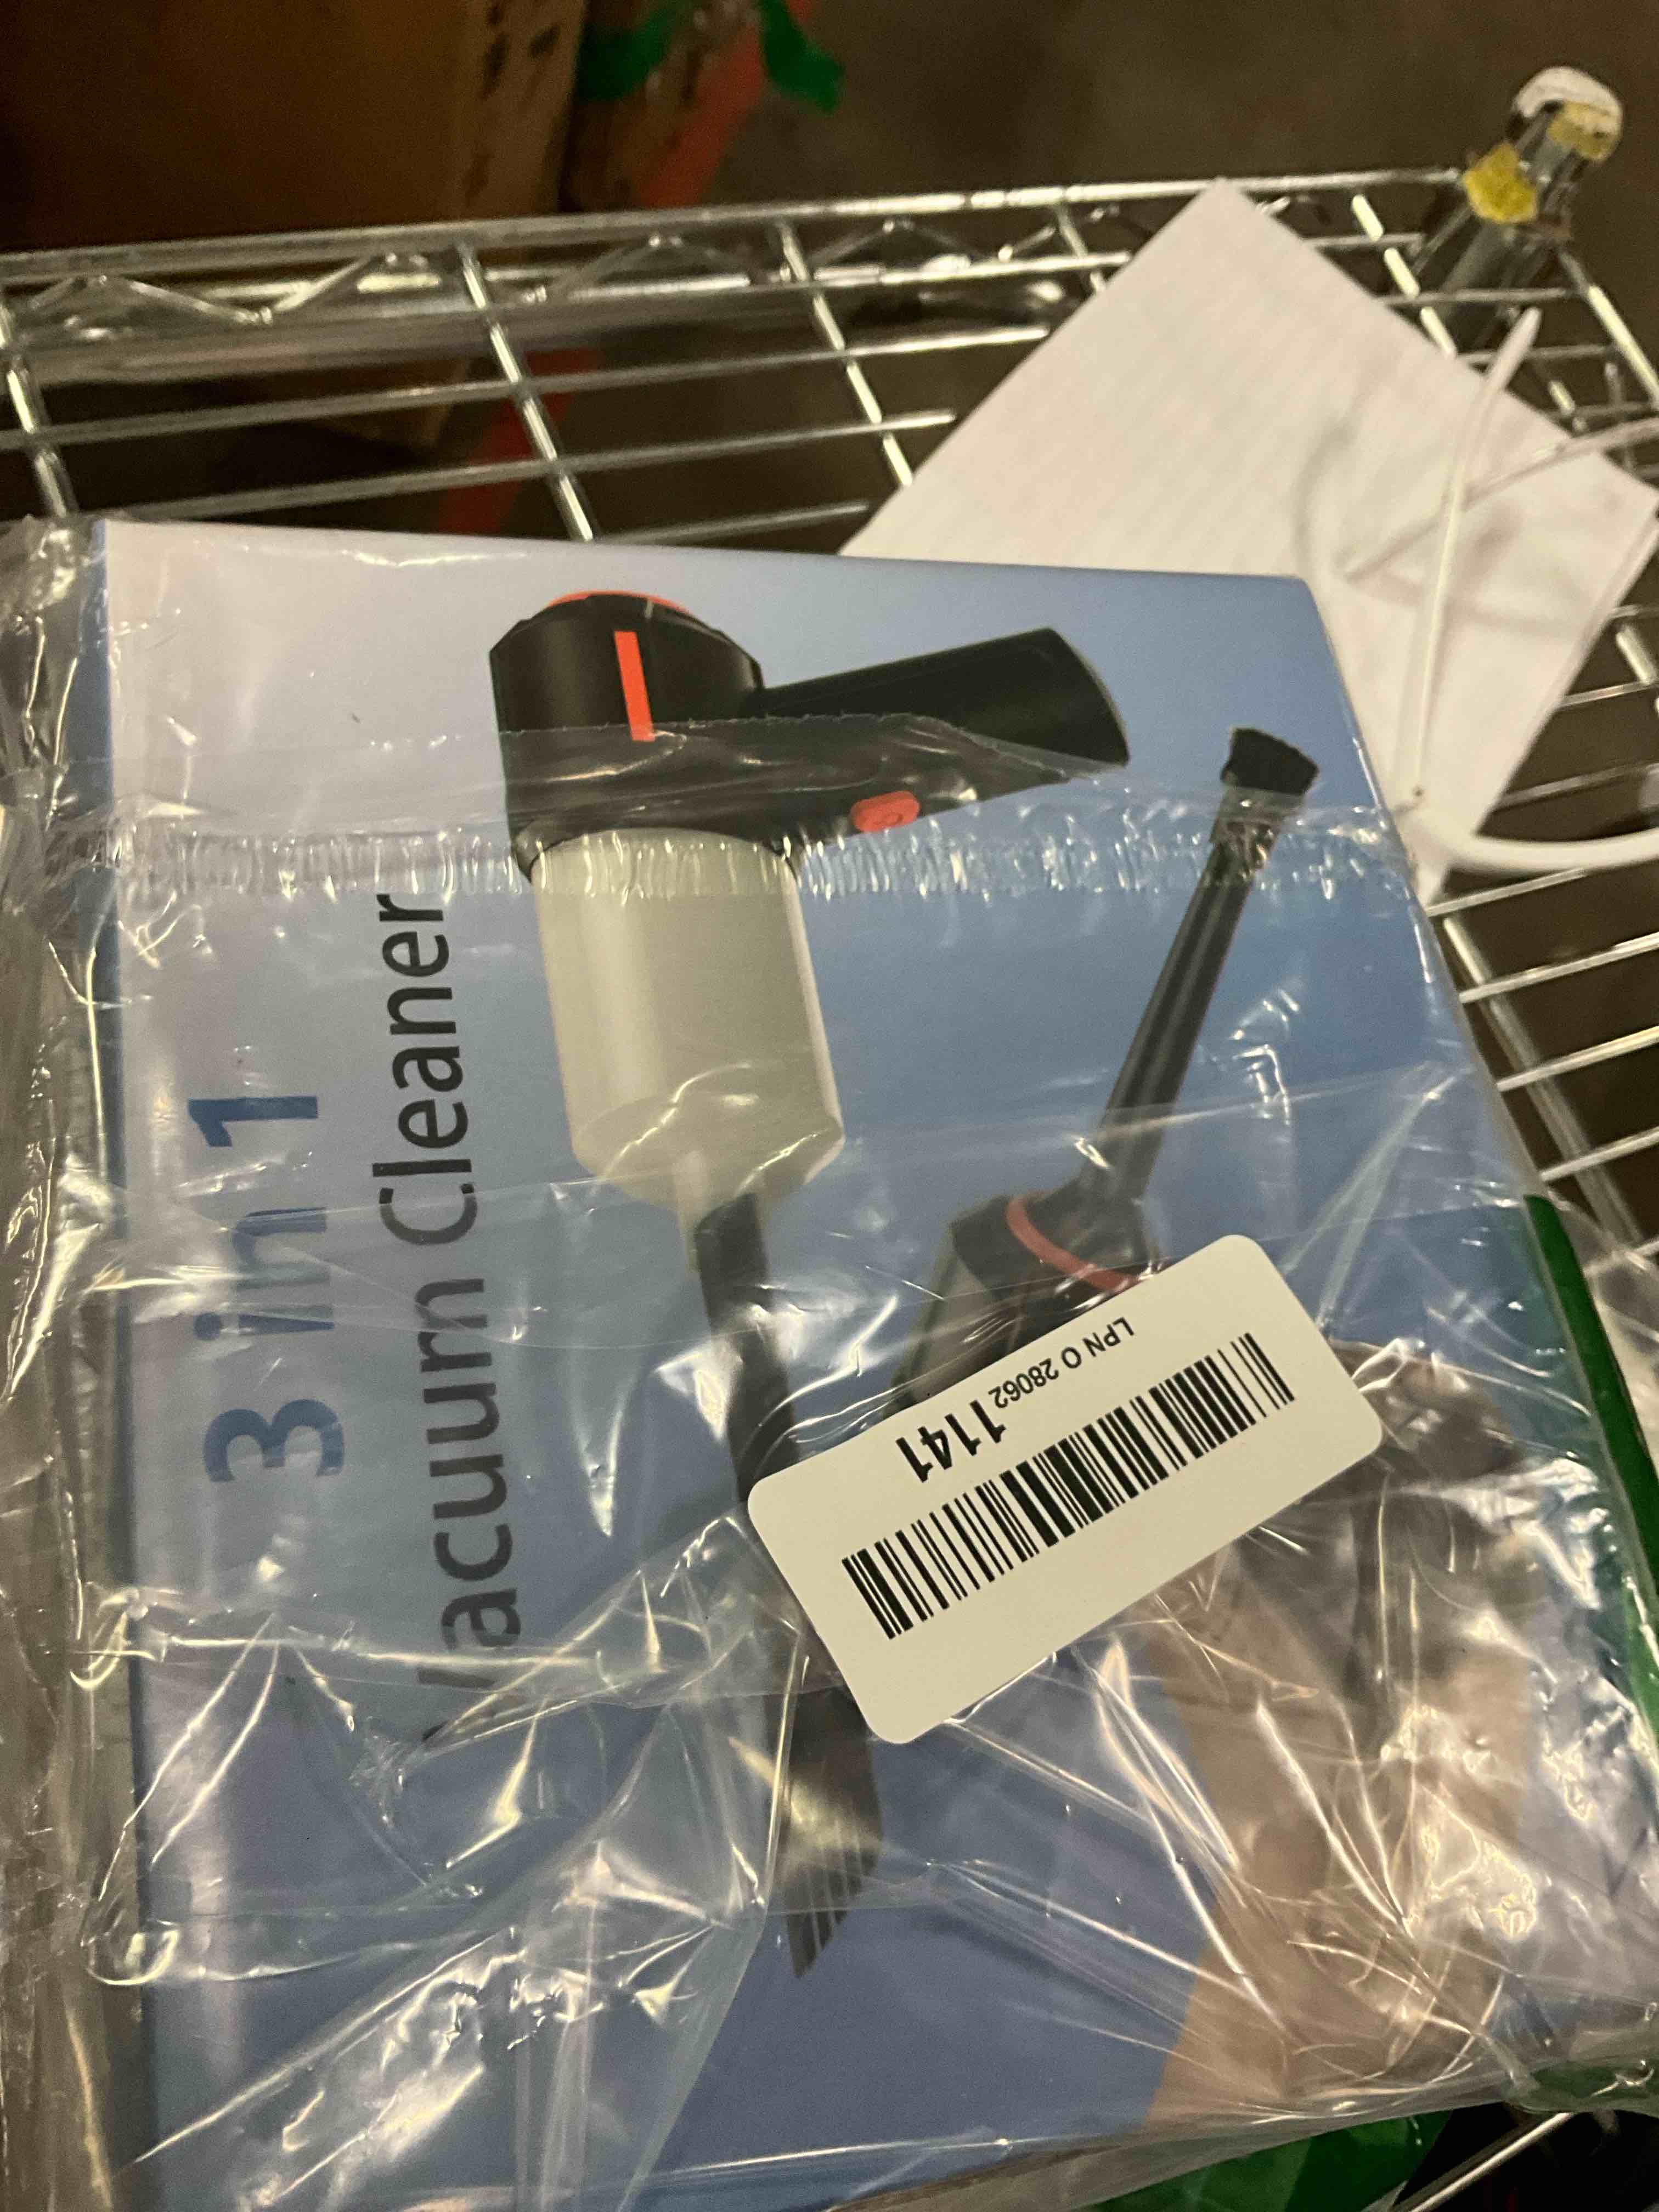 3 in 1
Vacuum Cleaner
LPN O 28062 1141